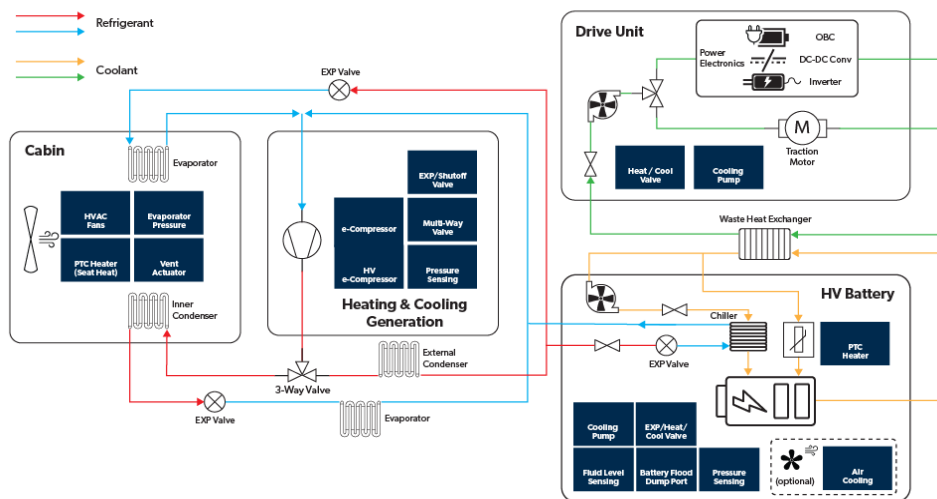 Refrigerant
Coolant
EXP Valve
Cabin
Evaporator
HVAC
Fans
Evaporator
Pressure
PTC Heater
(Seat Heat)
Vent
Actuator
Inner
Condenser
EXP Valve
Evaporator
EXP/Shutoff
Valve
e-Compressor
Multi-Way
Valve
HV
e-Compressor
Pressure
Sensing
Heating & Cooling
Generation
External
Condenser
3-Way Valve
Drive Unit
Power
Electronics
OBC
DC-DC Conv
Inverter
M
Traction
Motor
Heat / Cool
Valve
Cooling
Pump
Waste Heat Exchanger
HV Battery
Chiller
EXP Valve
PTC
Heater
Cooling
Pump
EXP/Heat/
Cool Valve
Fluid Level
Sensing
Battery Flood
Dump Port
Pressure
Sensing
(optional)
Air
Cooling